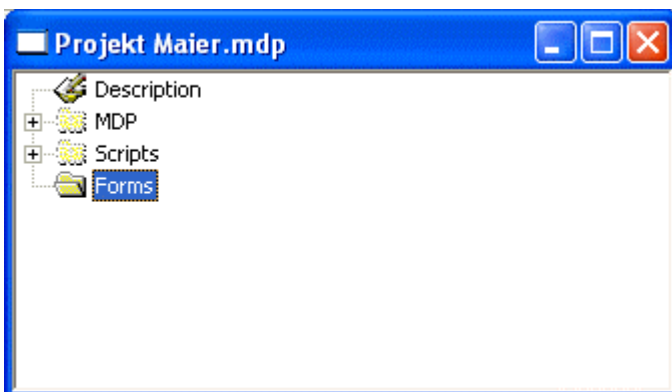 Projekt Maier.mdp
Description
MDP
Scripts
Forms